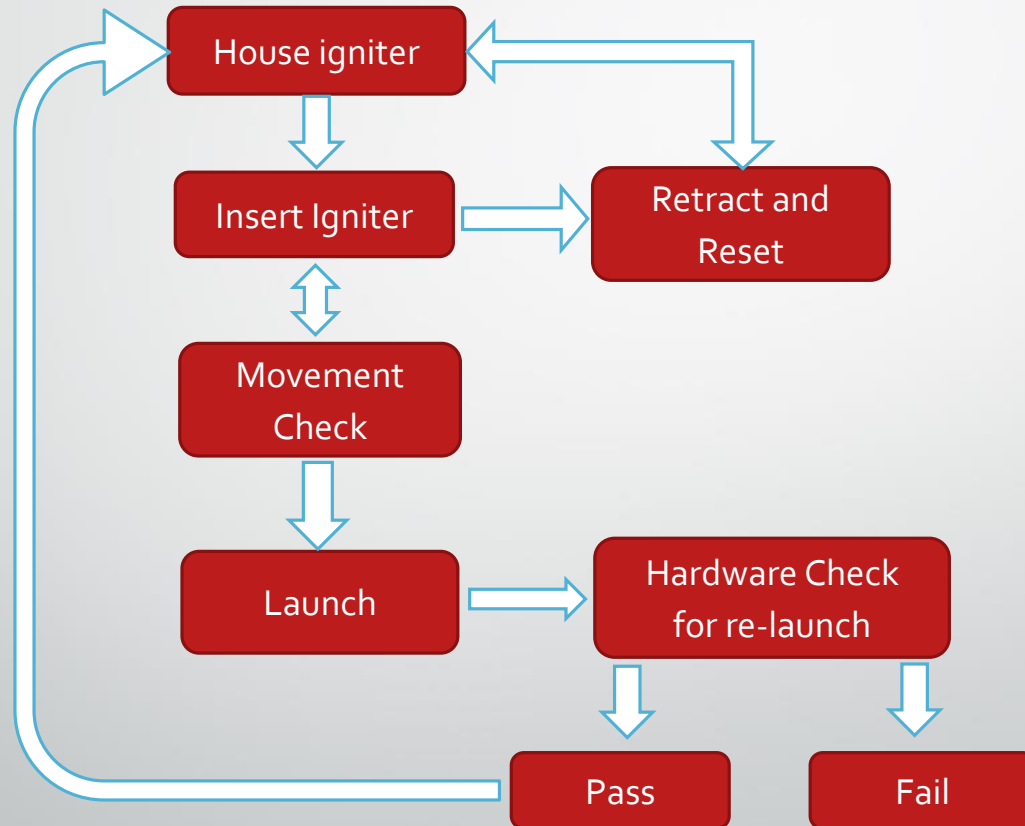 House igniter
Insert Igniter
Retract and
Reset
Movement
Check
Launch
Hardware Check
for re-launch
Pass
Fail